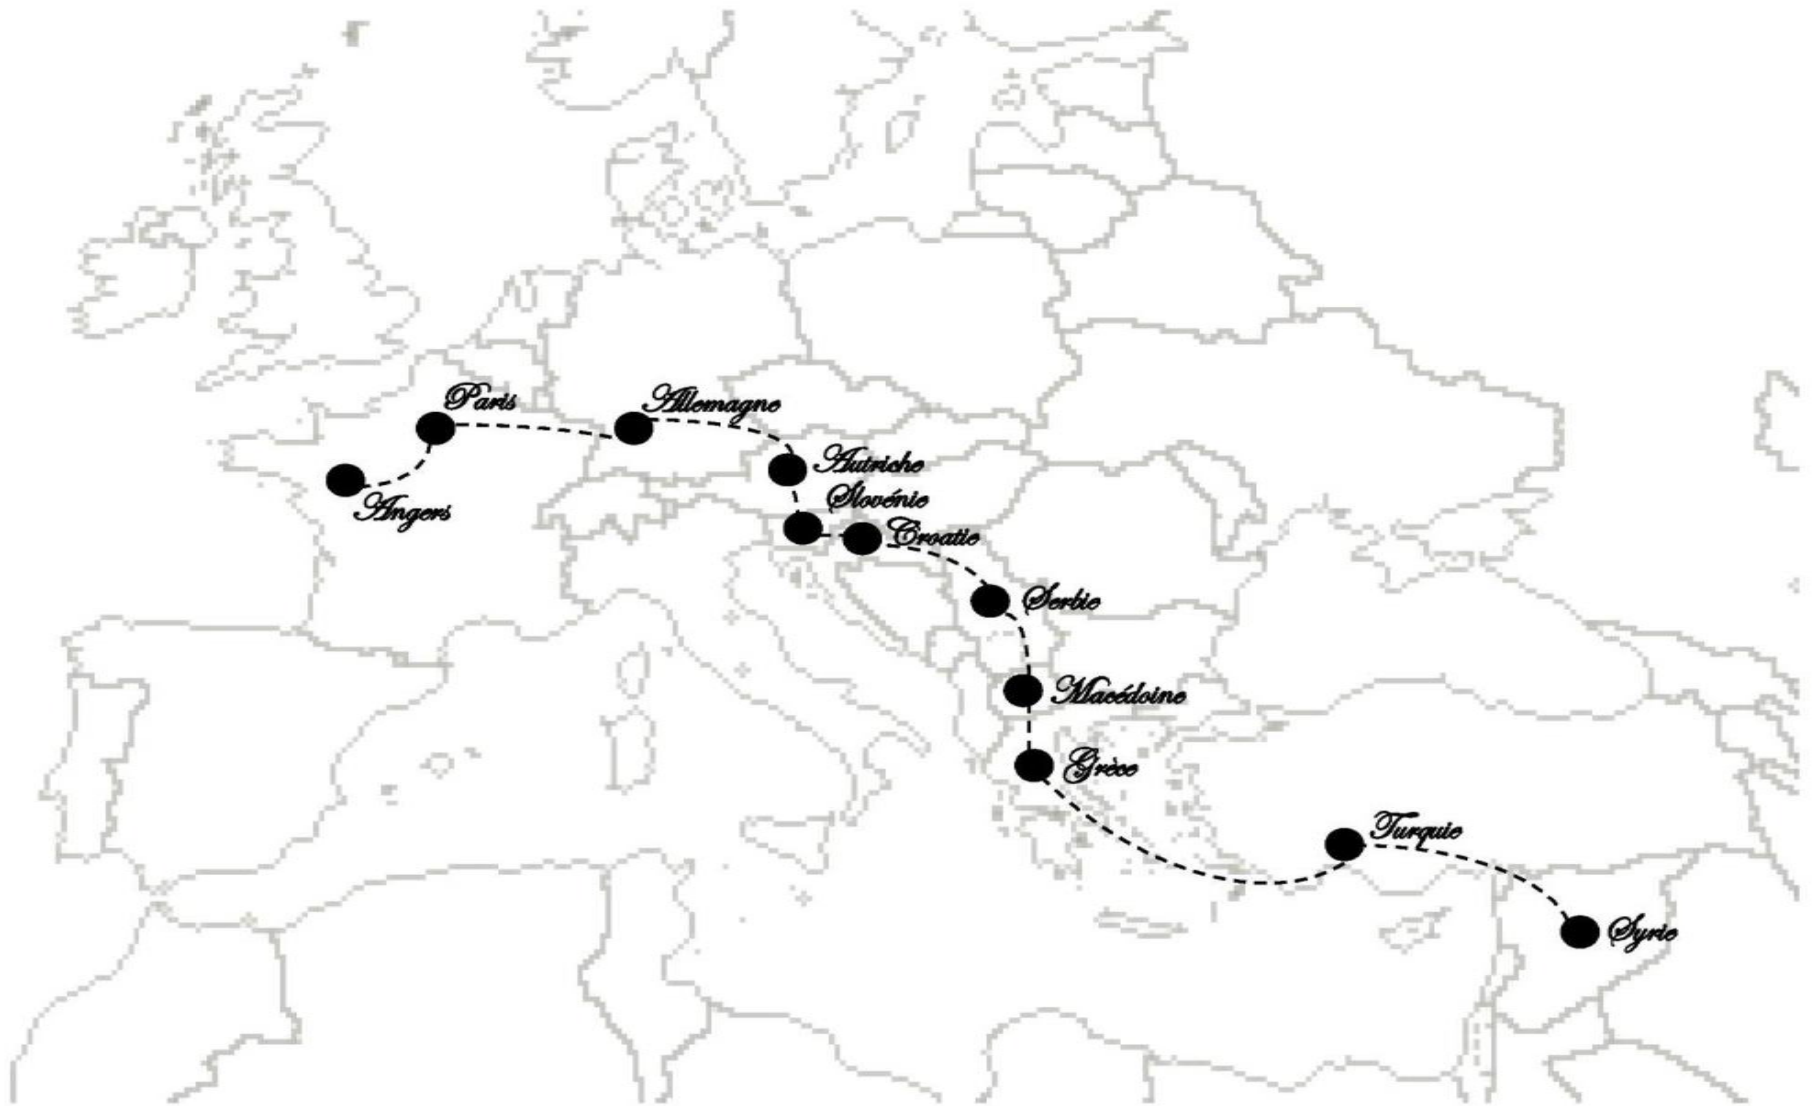 Paris
Allemagne
Autriche
Slovénie
Angers
Croatie
Serbie
Macédoine
Grèce
Turquie
Syrie